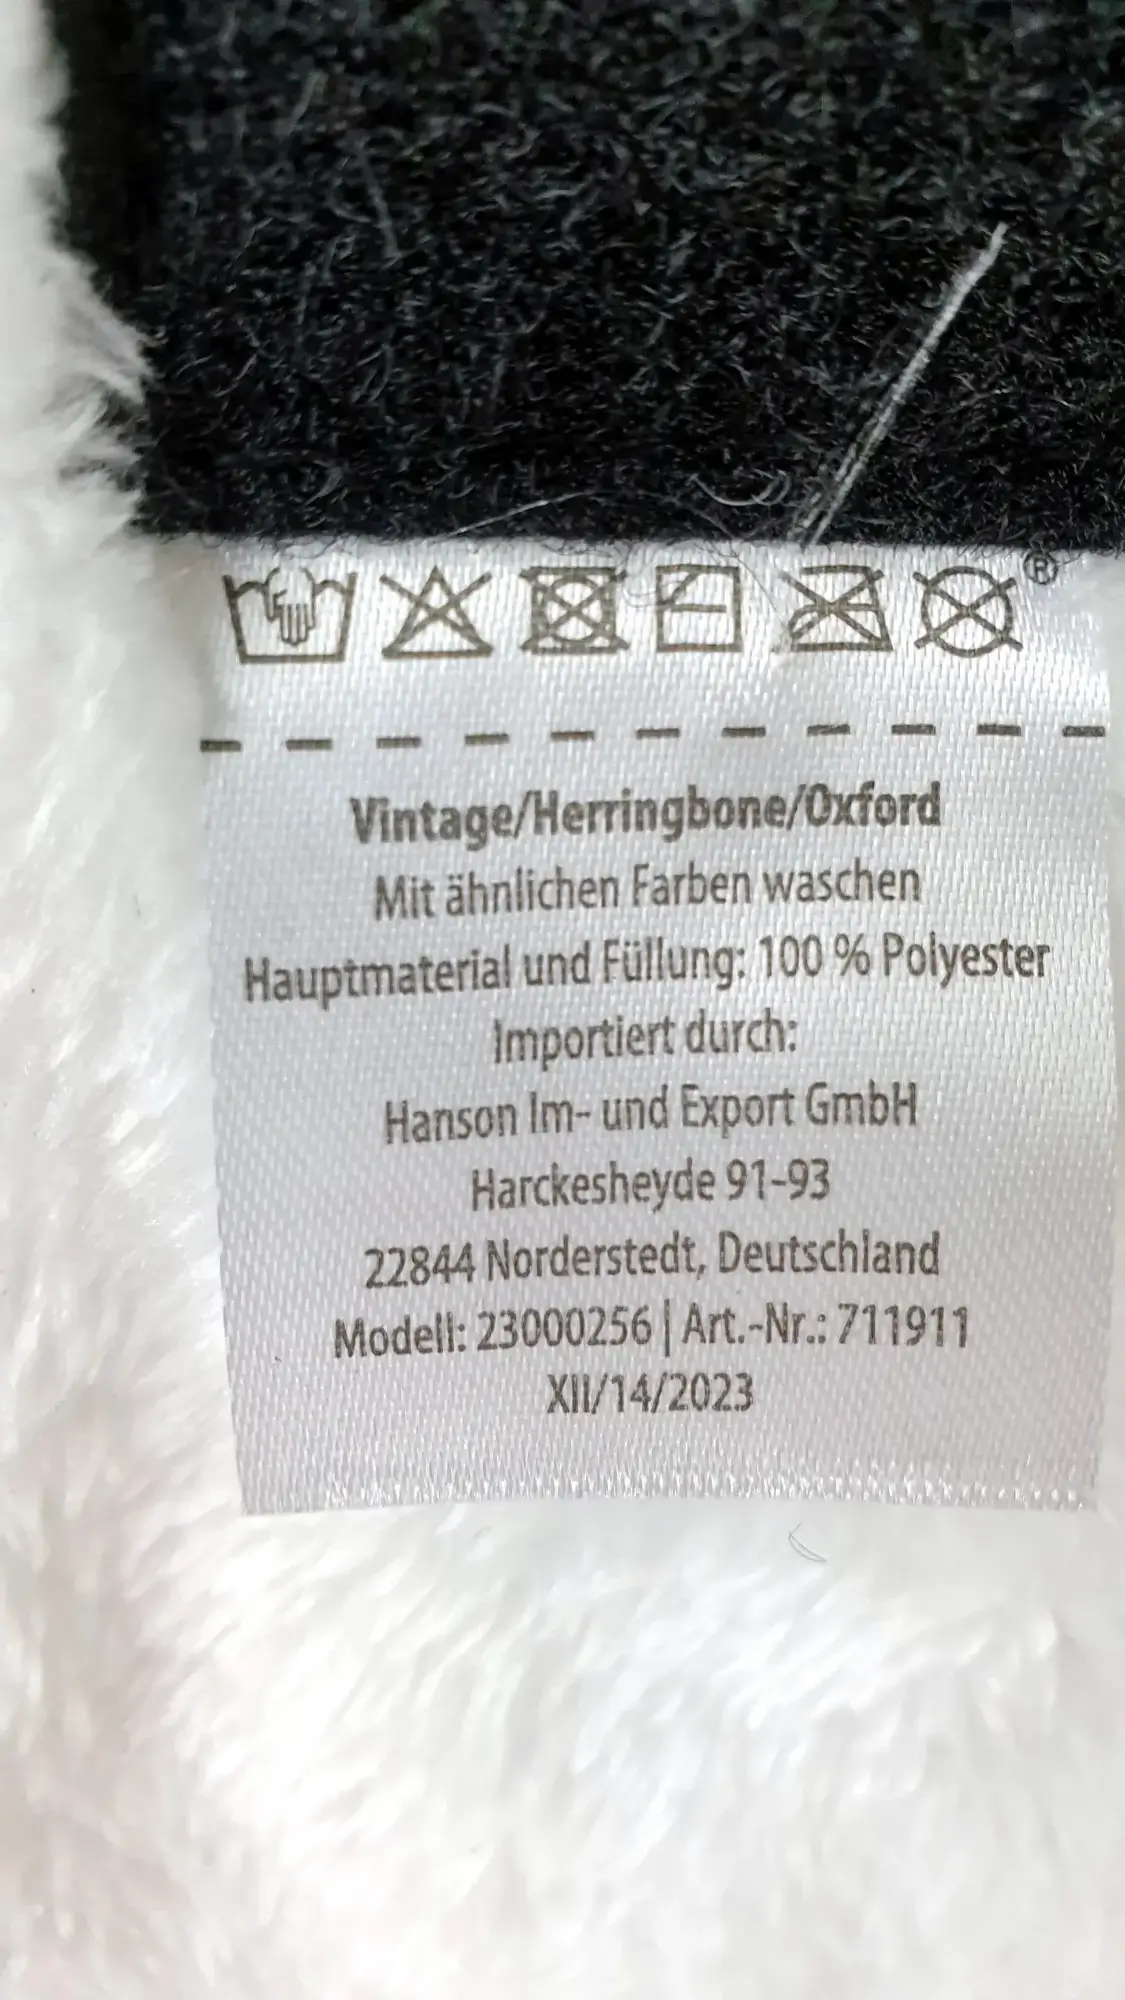 ®
Vintage/Herringbone/Oxford
Mit ähnlichen Farben waschen
Hauptmaterial und Füllung: 100 % Polyester
Importiert durch:
Hanson Im- und Export GmbH
Harckesheyde 91-93
22844 Norderstedt, Deutschland
Modell: 23000256 | Art.-Nr.: 711911
XII/14/2023